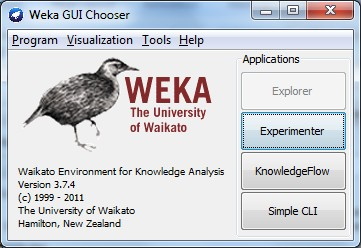 Weka GUI Chooser
Program Visualization Tools Help
WEKA
The University
of Waikato
Waikato Environment for Knowledge Analysis
Version 3.7.4
(c) 1999 - 2011
The University of Waikato
Hamilton, New Zealand
Applications
Explorer
Experimenter
KnowledgeFlow
Simple CLI